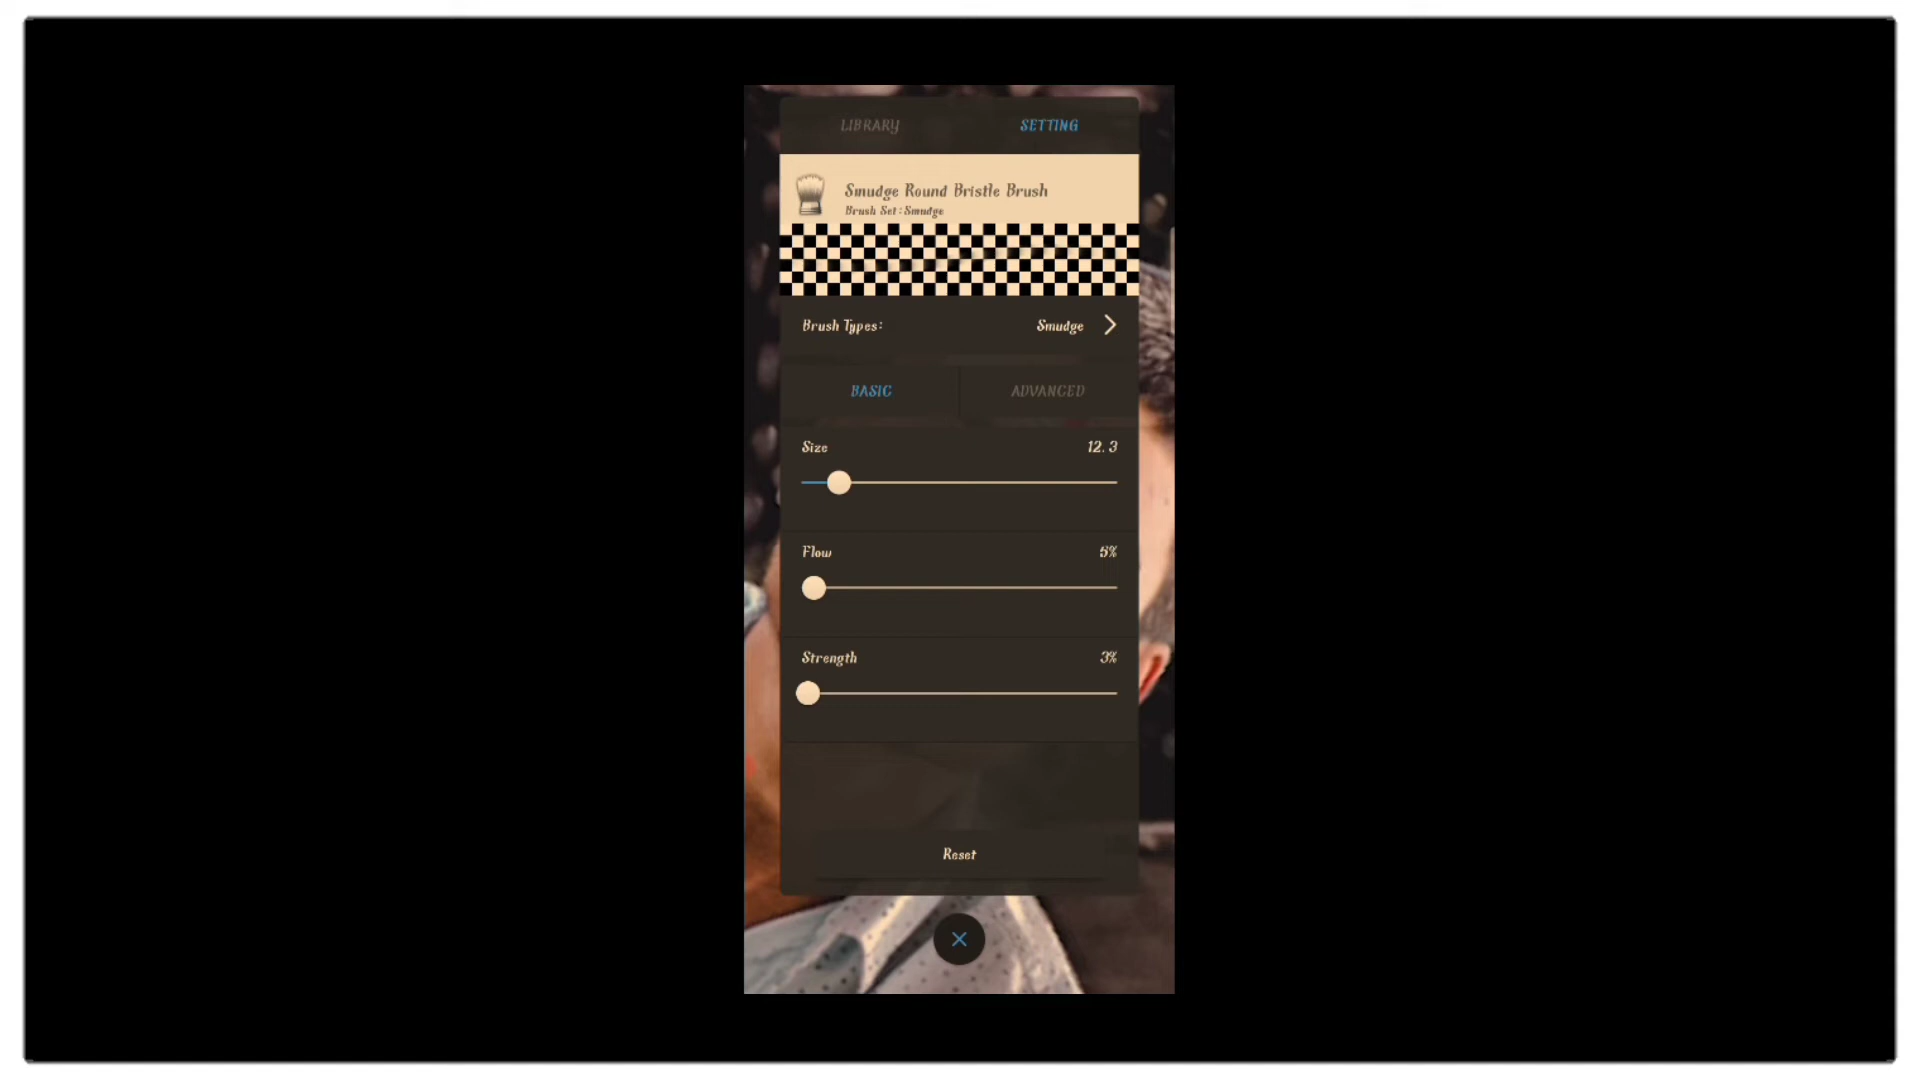 LIBRARY
SETTING
Smudge Round Bristle Brush
Brush Set: Smudge
Brush Types:
Smudge
BASIC
ADVANCED
Size
12.3
Flow
5%
Strength
3%
Reset